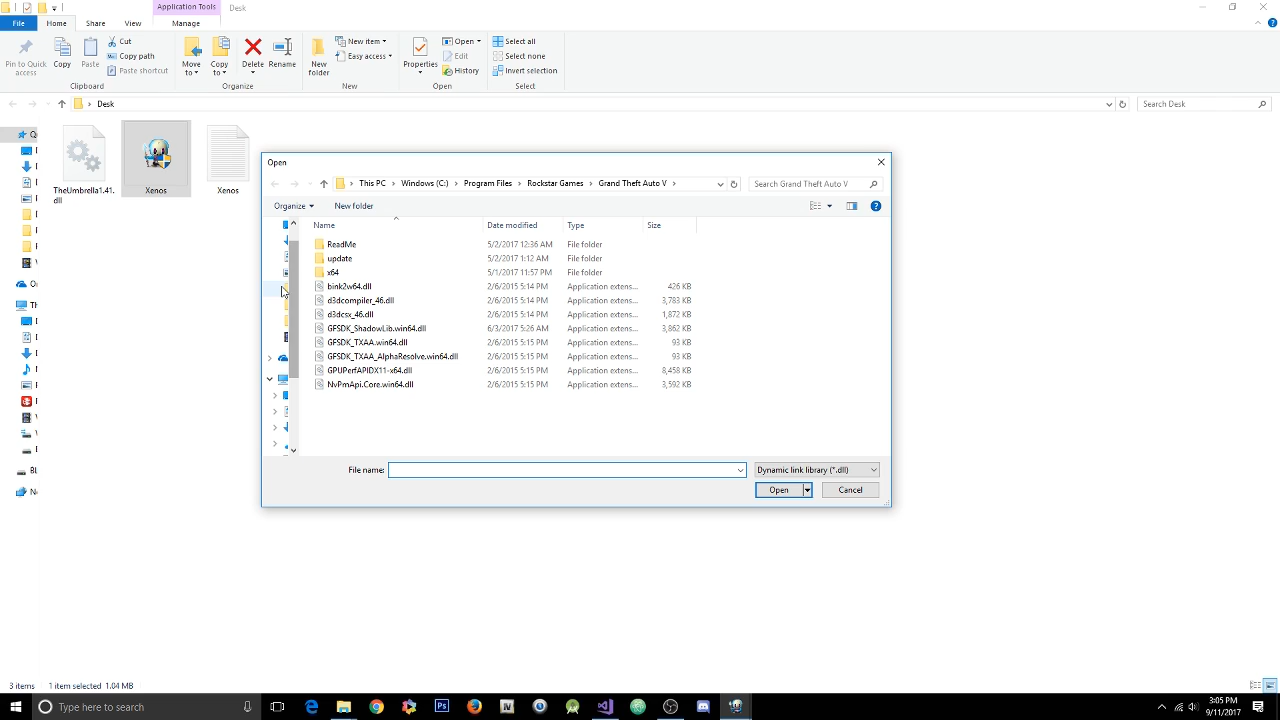 Application Tools Desk
File Home Share View Manage
Pin to Quick access Copy Paste Cut Copy path Paste shortcut
Clipboard
Move to Copy to Delete Rename
Organize
New folder New item Easy access
New
Properties Open Edit History
Open
Select all Select none Invert selection
Select
Desk Search Desk
TheUmbrella1.41.dll Xenos Xenos
Open
This PC Windows (C:) Program Files Rockstar Games Grand Theft Auto V Search Grand Theft Auto V
Organize New folder
Name Date modified Type Size
ReadMe 5/2/2017 12:36 AM File folder
update 5/2/2017 1:12 AM File folder
x64 5/1/2017 11:57 PM File folder
bink2w64.dll 2/6/2015 5:14 PM Application extens... 426 KB
d3dcompiler_46.dll 2/6/2015 5:14 PM Application extens... 3,783 KB
d3dcsx_46.dll 2/6/2015 5:14 PM Application extens... 1,872 KB
GFSDK_ShadowLib.win64.dll 6/3/2017 5:26 AM Application extens... 3,862 KB
GFSDK_TXAA.win64.dll 2/6/2015 5:15 PM Application extens... 93 KB
GFSDK_TXAA_AlphaResolve.win64.dll 2/6/2015 5:15 PM Application extens... 93 KB
GPUPerfAPIDX11-x64.dll 2/6/2015 5:15 PM Application extens... 8,458 KB
NvPmApi.Core.win64.dll 2/6/2015 5:15 PM Application extens... 3,592 KB
File name: Dynamic link library (*.dll)
Open Cancel
3 items 1 item selected 1.04 MB
Type here to search
3:05 PM
9/11/2017